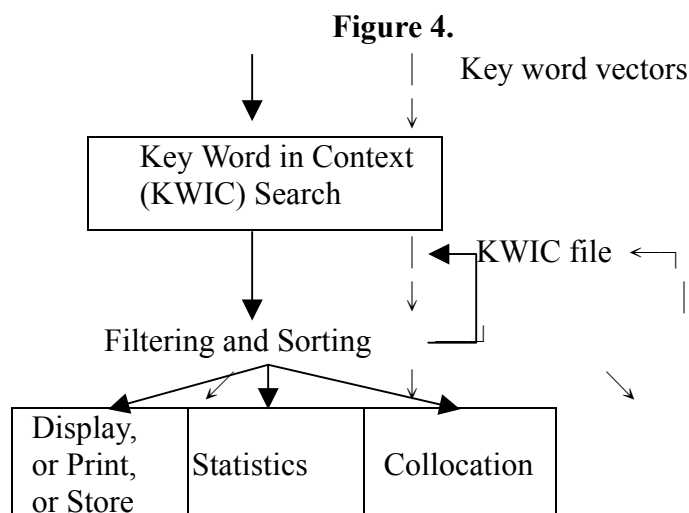 Figure 4.
Key word vectors
Key Word in Context
(KWIC) Search
KWIC file
Filtering and Sorting
Display,
or Print,
or Store
Statistics
Collocation